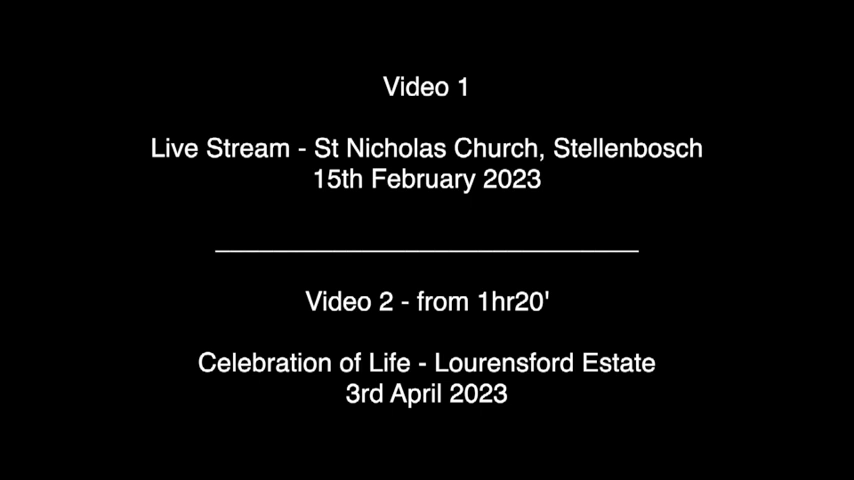 Video 1
Live Stream - St Nicholas Church, Stellenbosch
15th February 2023
Video 2 - from 1hr20'
Celebration of Life - Lourensford Estate
3rd April 2023